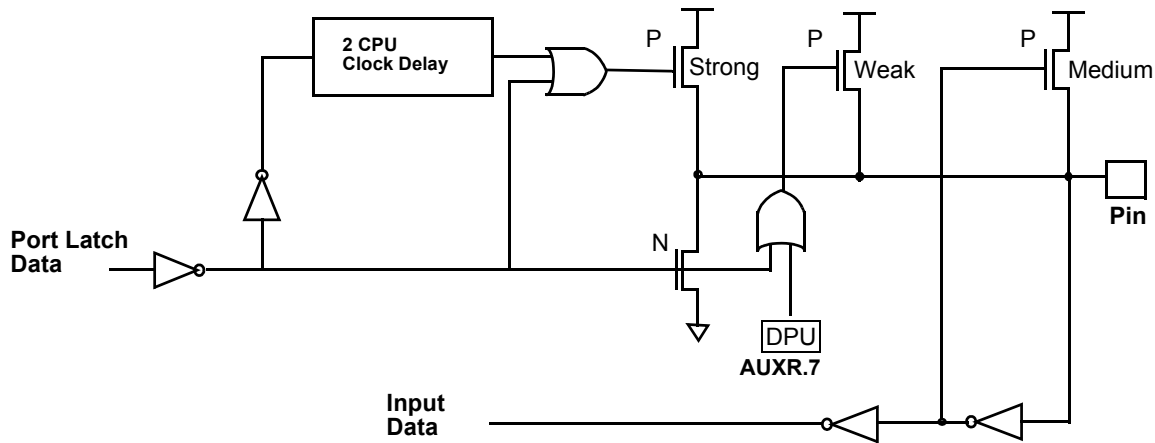 2 CPU
Clock Delay
P
Strong
P
Weak
P
Medium
Pin
Port Latch
Data
N
DPU
AUXR.7
Input
Data